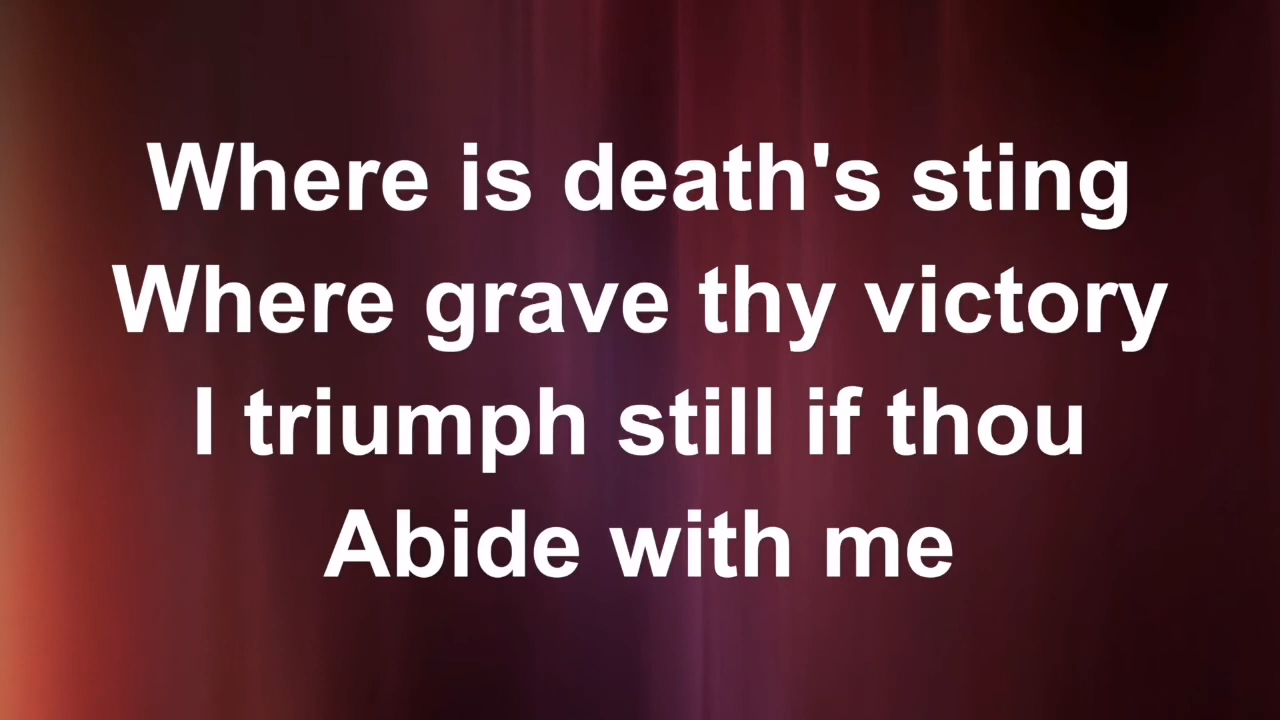 Where is death's sting
Where grave thy victory
I triumph still if thou
Abide with me